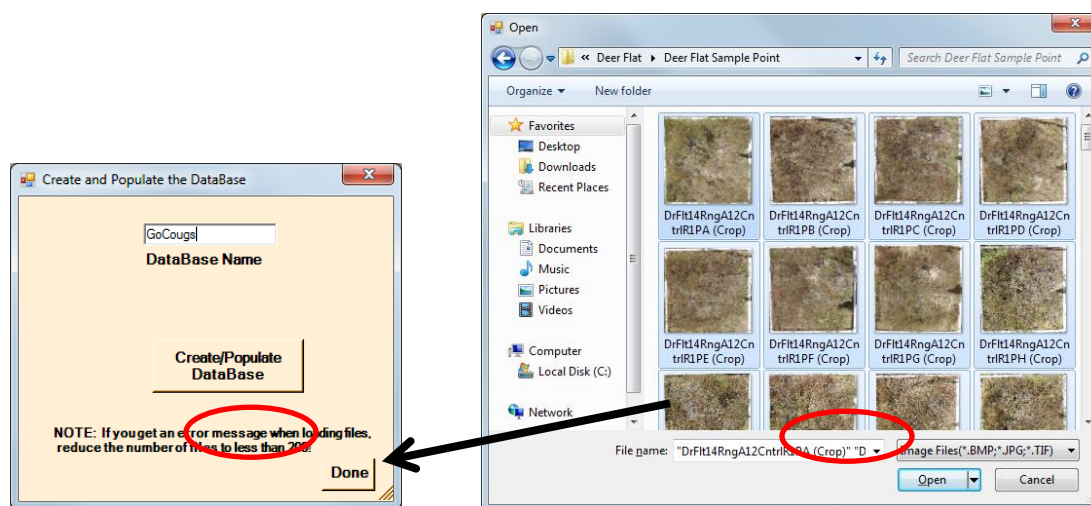 Create and Populate the DataBase
GoCougs
DataBase Name
Create/Populate
DataBase
NOTE: If you get an error message when loading files,
reduce the number of files to less than 200.
Done
Open
« Deer Flat Deer Flat Sample Point
Search Deer Flat Sample Point
Organize
New folder
Favorites
Desktop
Downloads
Recent Places
Libraries
Documents
Music
Pictures
Videos
Computer
Local Disk (C:)
Network
DrFlt14RngA12Cn
trlR1PA (Crop)
DrFlt14RngA12Cn
trlR1PB (Crop)
DrFlt14RngA12Cn
trlR1PC (Crop)
DrFlt14RngA12Cn
trlR1PD (Crop)
DrFlt14RngA12Cn
trlR1PE (Crop)
DrFlt14RngA12Cn
trlR1PF (Crop)
DrFlt14RngA12Cn
trlR1PG (Crop)
DrFlt14RngA12Cn
trlR1PH (Crop)
File name: "DrFlt14RngA12CntrlR1PA (Crop)" "D
Image Files(*.BMP;*.JPG;*.TIF)
Open
Cancel